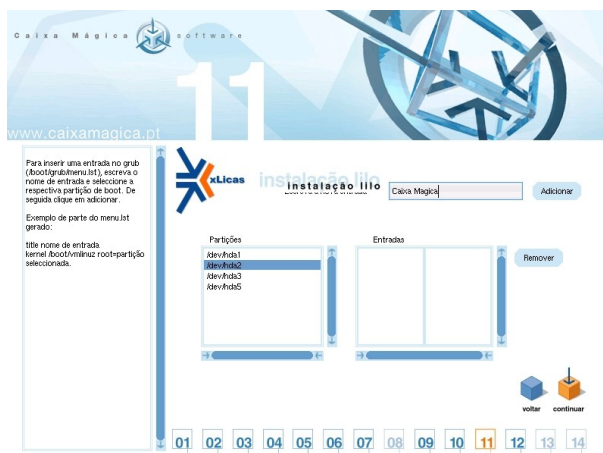 Caixa Mágica software
11
www.caixamagica.pt
Para inserir uma entrada no grub
(/boot/grub/menu.lst), escreva o
nome de entrada e seleccione a
respectiva partição de boot. De
seguida clique em adicionar.
Exemplo de parte do menu.lst
gerado:
title nome de entrada
kernel /boot/vmlinuz root=partição
seleccionada.
xLicas
instalação lilo
instalação lilo
Caixa Magica
Adicionar
Partições
/dev/hda1
/dev/hda2
/dev/hda3
/dev/hda5
Entradas
Remover
voltar
continuar
01 02 03 04 05 06 07 08 09 10 11 12 13 14